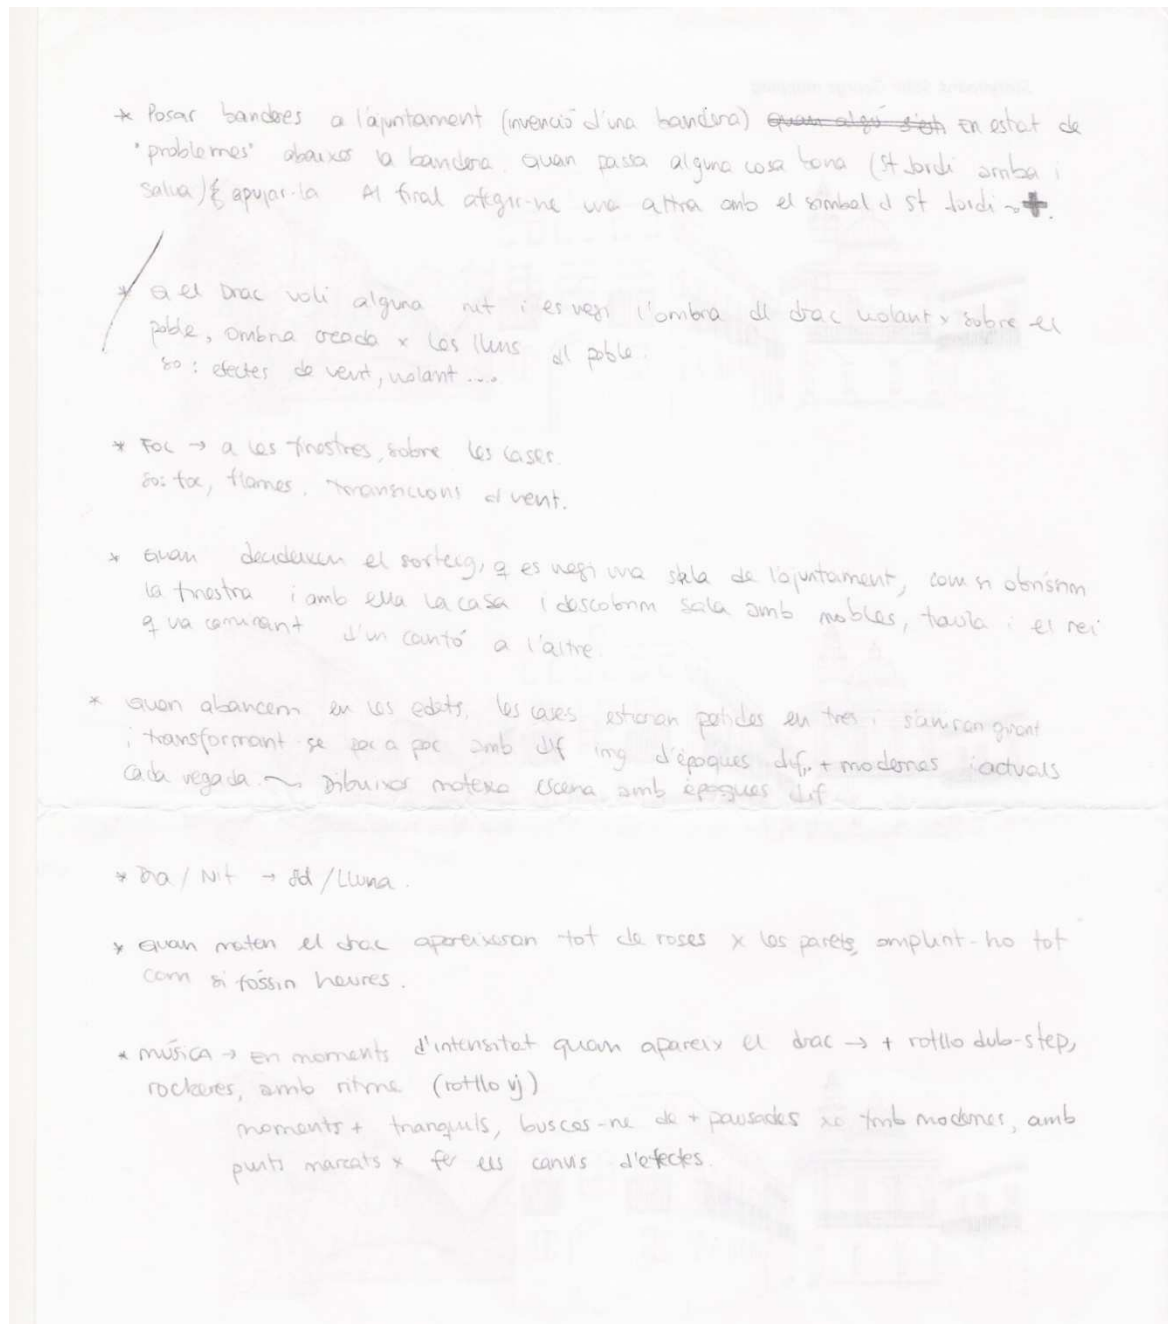 * Posar banderes a l'ajuntament (invenció d'una bandera) quan algú s'eh En estat de
"problemes" abaixar la bandera. Quan passa alguna cosa bona (St Jordi arriba i
salva) apujar-la Al final afegir-ne una altra amb el símbol d St Jordi ~ +.
* q el Drac voli alguna nit i es vegi l'ombra dl drac volant x sobre el
poble, ombra creada x les llums dl poble.
so: efectes de vent, volant ...
* Foc → a les finestres, sobre les cases.
so: foc, flames. transicions d vent.
* Quan decideixen el sorteig, q es vegi una sala de l'ajuntament, com si obríssim
la finestra i amb ella la casa i descobrim sala amb nobles, taula i el rei
q va caminant d'un cantó a l'altre.
* Quan abancem en les edats, les cases estaran partides en tres i s'aniran girant
i transformant-se poc a poc amb dif img d'èpoques dif, + modernes i actuals
cada vegada. ~ Dibuixar mateixa escena amb èpoques dif.
* Dia / Nit → sol / Lluna.
* Quan maten el drac apareixeran tot de roses x les parets, omplint-ho tot
com si fossin heures.
* música → En moments d'intensitat quan apareix el drac → + rotllo dub-step,
rockeres, amb ritme (rotllo vj)
moments + tranquils, buscar-ne de + pausades xo tmb modernes, amb
punts marcats x fer els canvis d'efectes.